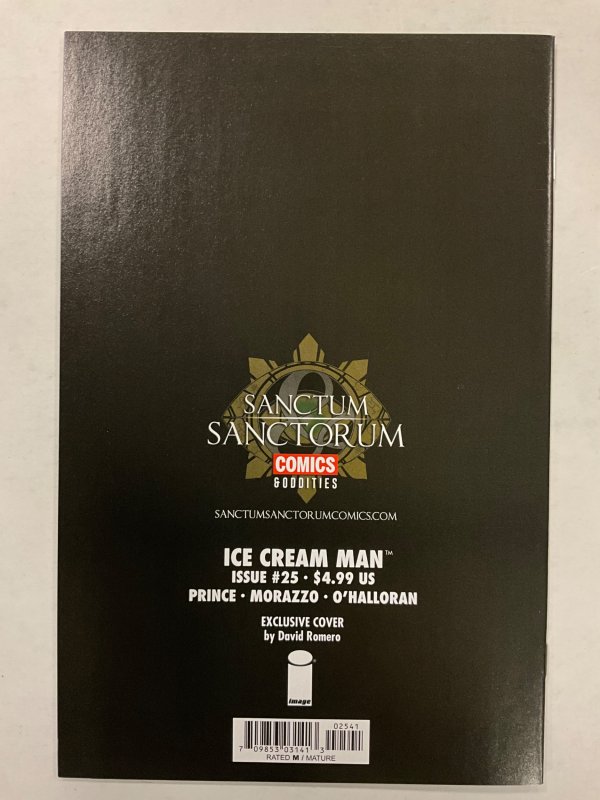 SANCTUM
SANCTORUM
COMICS
& ODDITIES
SANCTUMSANCTORUMCOMICS.COM
ICE CREAM MAN™
ISSUE #25 · $4.99 US
PRINCE · MORAZZO · O'HALLORAN
EXCLUSIVE COVER
by David Romero
image
02541
7 09853 03141 3
RATED M / MATURE